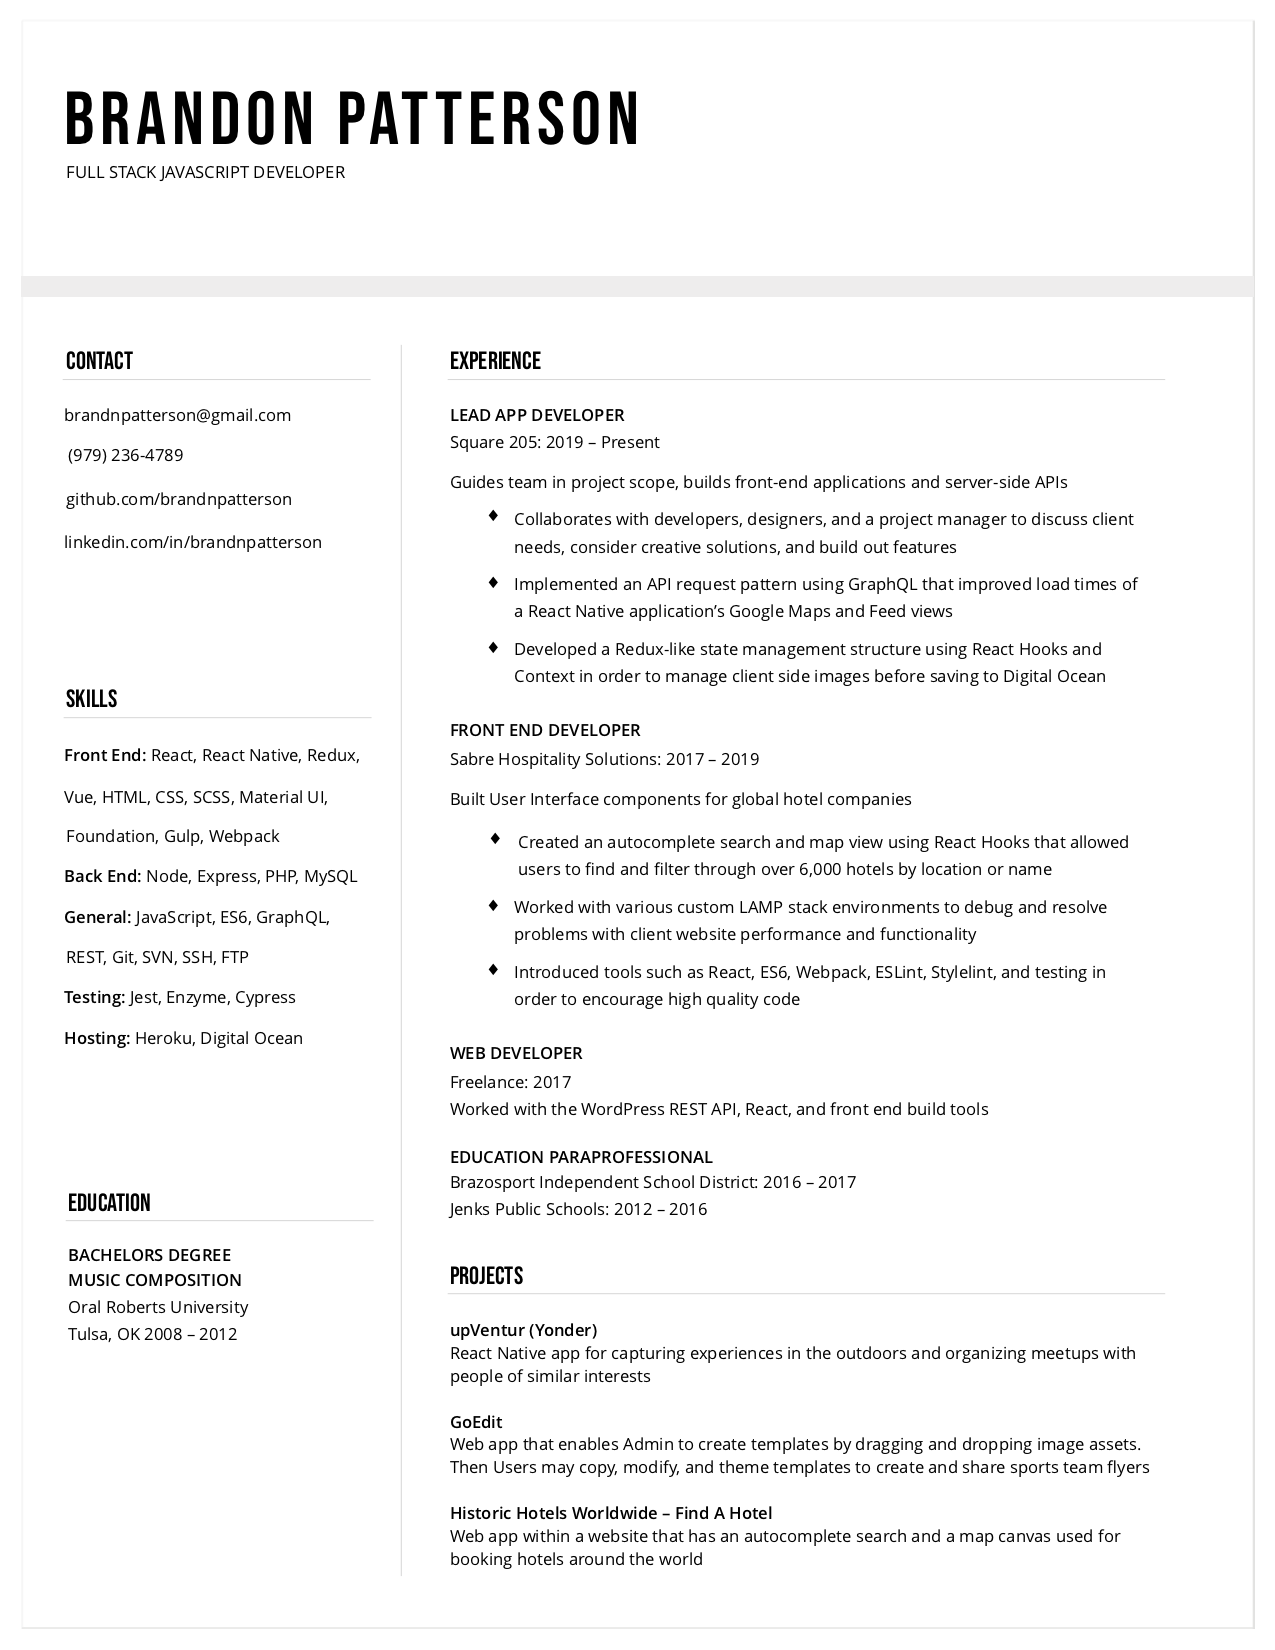 BRANDON PATTERSON
FULL STACK JAVASCRIPT DEVELOPER
CONTACT
brandnpatterson@gmail.com
(979) 236-4789
github.com/brandnpatterson
linkedin.com/in/brandnpatterson
SKILLS
Front End: React, React Native, Redux,
Vue, HTML, CSS, SCSS, Material UI,
Foundation, Gulp, Webpack
Back End: Node, Express, PHP, MySQL
General: JavaScript, ES6, GraphQL,
REST, Git, SVN, SSH, FTP
Testing: Jest, Enzyme, Cypress
Hosting: Heroku, Digital Ocean
EDUCATION
BACHELORS DEGREE
MUSIC COMPOSITION
Oral Roberts University
Tulsa, OK 2008 – 2012
EXPERIENCE
LEAD APP DEVELOPER
Square 205: 2019 – Present
Guides team in project scope, builds front-end applications and server-side APIs
♦ Collaborates with developers, designers, and a project manager to discuss client
needs, consider creative solutions, and build out features
♦ Implemented an API request pattern using GraphQL that improved load times of
a React Native application’s Google Maps and Feed views
♦ Developed a Redux-like state management structure using React Hooks and
Context in order to manage client side images before saving to Digital Ocean
FRONT END DEVELOPER
Sabre Hospitality Solutions: 2017 – 2019
Built User Interface components for global hotel companies
♦ Created an autocomplete search and map view using React Hooks that allowed
users to find and filter through over 6,000 hotels by location or name
♦ Worked with various custom LAMP stack environments to debug and resolve
problems with client website performance and functionality
♦ Introduced tools such as React, ES6, Webpack, ESLint, Stylelint, and testing in
order to encourage high quality code
WEB DEVELOPER
Freelance: 2017
Worked with the WordPress REST API, React, and front end build tools
EDUCATION PARAPROFESSIONAL
Brazosport Independent School District: 2016 – 2017
Jenks Public Schools: 2012 – 2016
PROJECTS
upVentur (Yonder)
React Native app for capturing experiences in the outdoors and organizing meetups with
people of similar interests
GoEdit
Web app that enables Admin to create templates by dragging and dropping image assets.
Then Users may copy, modify, and theme templates to create and share sports team flyers
Historic Hotels Worldwide – Find A Hotel
Web app within a website that has an autocomplete search and a map canvas used for
booking hotels around the world